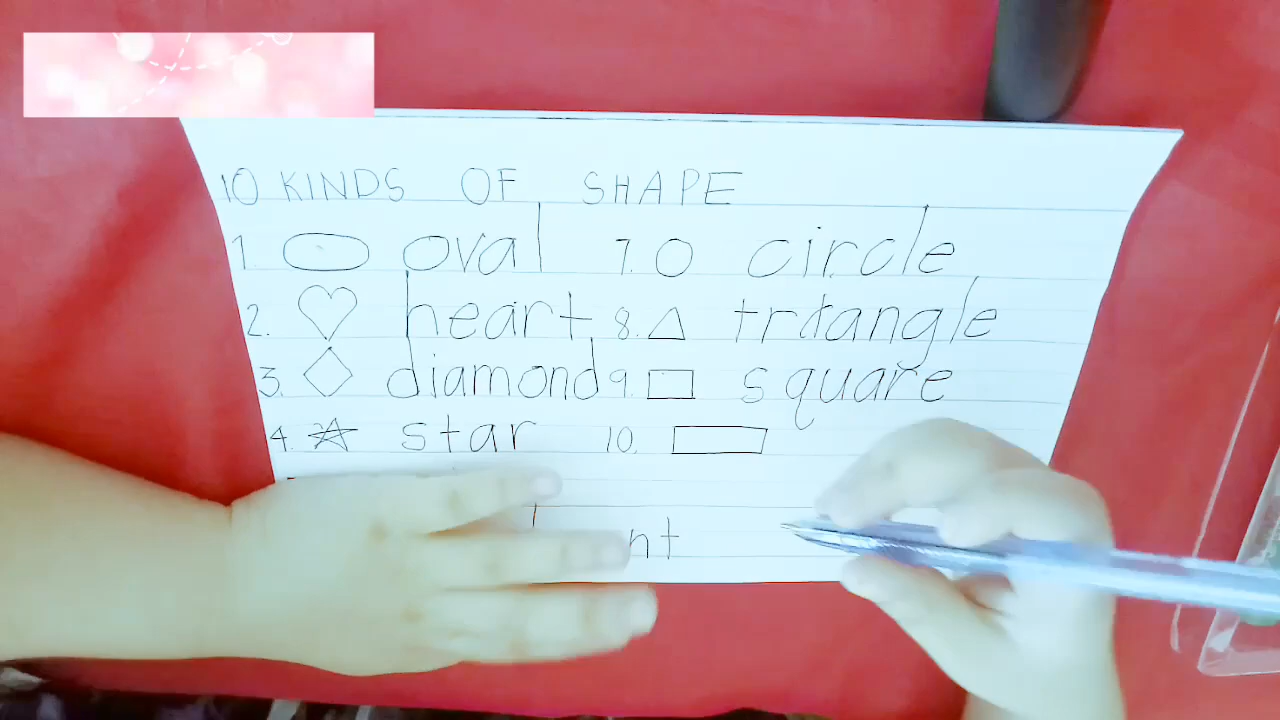 10 KINDS OF SHAPE
1. oval 7. circle
2. heart 8. triangle
3. diamond 9. square
4. star 10.
nt